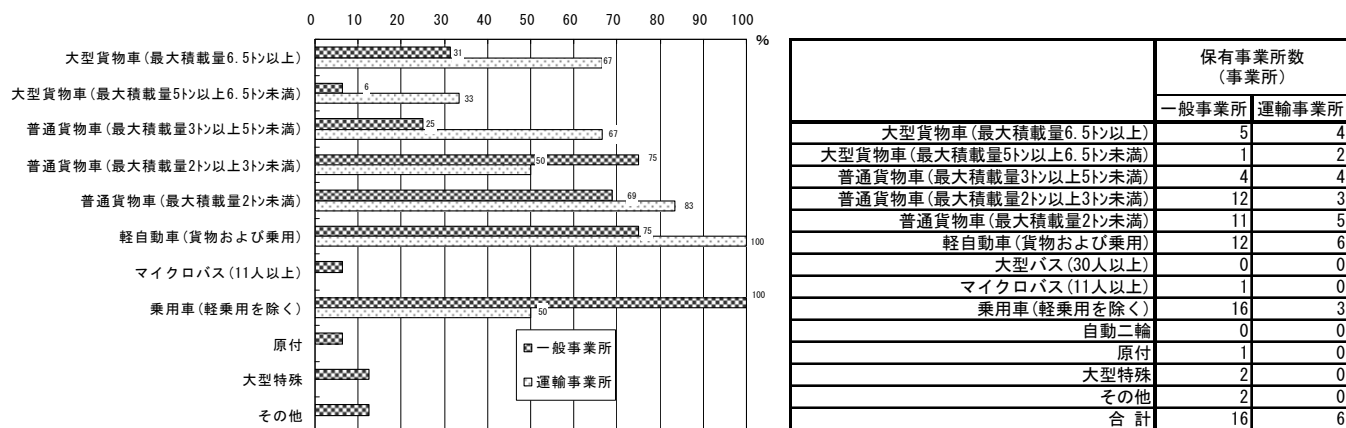 0 10 20 30 40 50 60 70 80 90 100
%
大型貨物車(最大積載量6.5トン以上) 31 67
大型貨物車(最大積載量5トン以上6.5トン未満) 6 33
普通貨物車(最大積載量3トン以上5トン未満) 25 67
普通貨物車(最大積載量2トン以上3トン未満) 75 50
普通貨物車(最大積載量2トン未満) 69 83
軽自動車(貨物および乗用) 75 100
マイクロバス(11人以上)
乗用車(軽乗用を除く) 100 50
原付
大型特殊
その他
一般事業所
運輸事業所
保有事業所数
(事業所)
一般事業所 運輸事業所
大型貨物車(最大積載量6.5トン以上) 5 4
大型貨物車(最大積載量5トン以上6.5トン未満) 1 2
普通貨物車(最大積載量3トン以上5トン未満) 4 4
普通貨物車(最大積載量2トン以上3トン未満) 12 3
普通貨物車(最大積載量2トン未満) 11 5
軽自動車(貨物および乗用) 12 6
大型バス(30人以上) 0 0
マイクロバス(11人以上) 1 0
乗用車(軽乗用を除く) 16 3
自動二輪 0 0
原付 1 0
大型特殊 2 0
その他 2 0
合 計 16 6